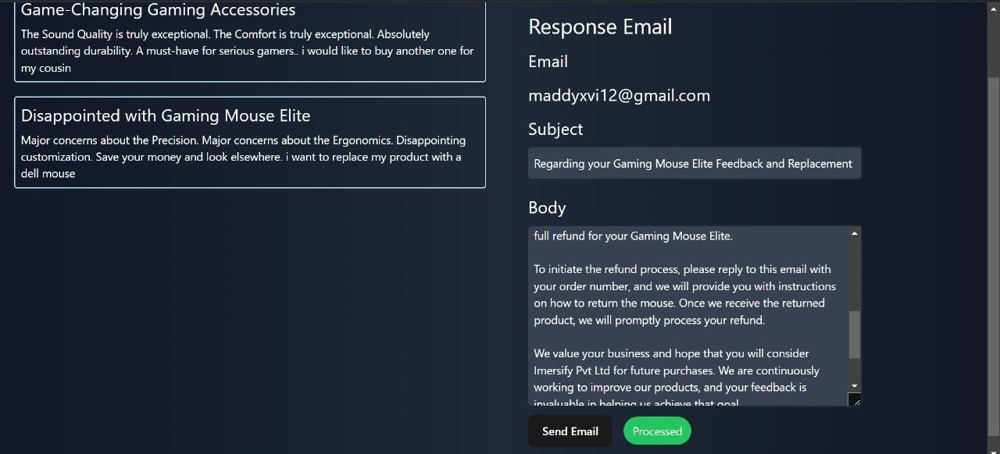 Game-Changing Gaming Accessories
The Sound Quality is truly exceptional. The Comfort is truly exceptional. Absolutely
outstanding durability. A must-have for serious gamers.. i would like to buy another one for
my cousin
Disappointed with Gaming Mouse Elite
Major concerns about the Precision. Major concerns about the Ergonomics. Disappointing
customization. Save your money and look elsewhere. i want to replace my product with a
dell mouse
Response Email
Email
maddyxvi12@gmail.com
Subject
Regarding your Gaming Mouse Elite Feedback and Replacement
Body
full refund for your Gaming Mouse Elite.
To initiate the refund process, please reply to this email with
your order number, and we will provide you with instructions
on how to return the mouse. Once we receive the returned
product, we will promptly process your refund.
We value your business and hope that you will consider
Imersify Pvt Ltd for future purchases. We are continuously
working to improve our products, and your feedback is
invaluable in helping us achieve that goal.
Send Email
Processed